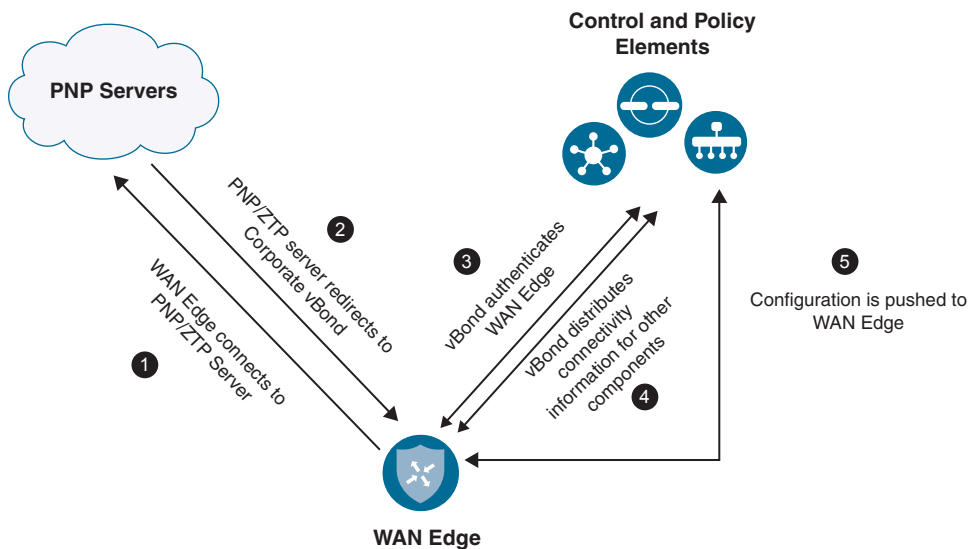 Control and Policy
Elements
PNP Servers
1
WAN Edge connects to
PNP/ZTP Server
2
PNP/ZTP server redirects to
Corporate vBond
3
vBond authenticates
WAN Edge
vBond distributes
connectivity
information for other
components
4
5
Configuration is pushed to
WAN Edge
WAN Edge